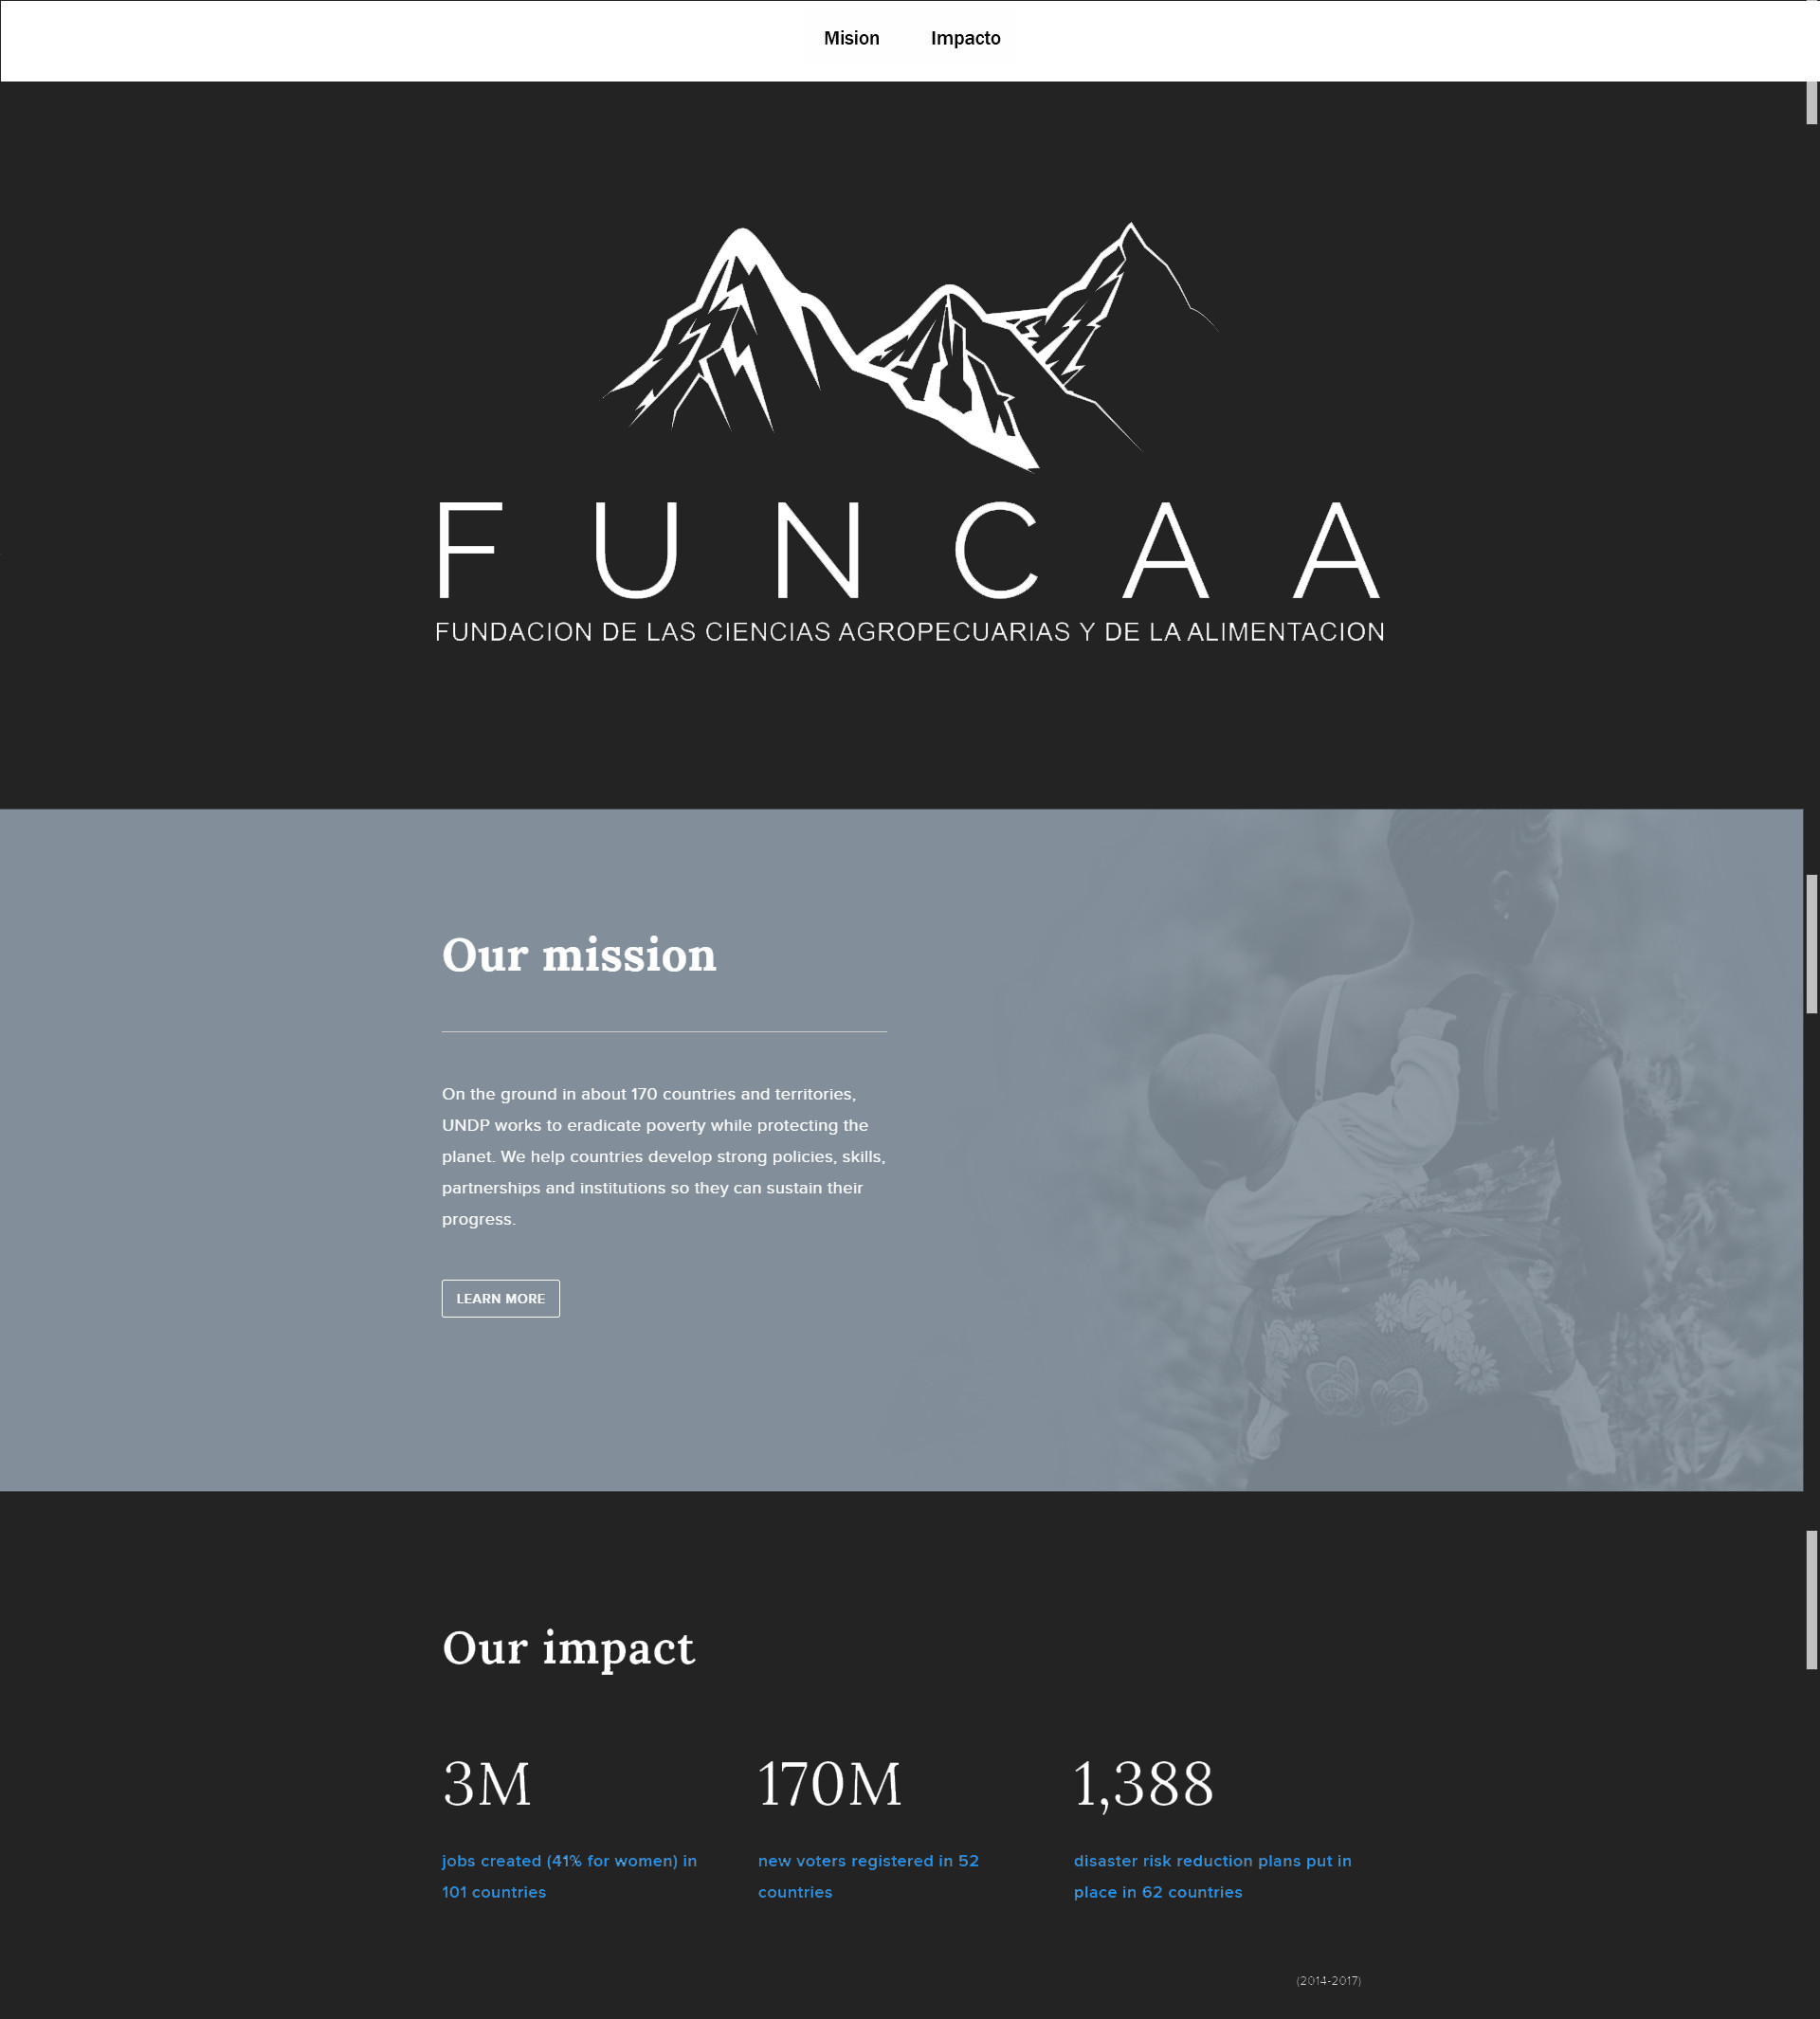 Mision Impacto
FUNCAA
FUNDACION DE LAS CIENCIAS AGROPECUARIAS Y DE LA ALIMENTACION
Our mission
On the ground in about 170 countries and territories,
UNDP works to eradicate poverty while protecting the
planet. We help countries develop strong policies, skills,
partnerships and institutions so they can sustain their
progress.
LEARN MORE
Our impact
3M
jobs created (41% for women) in
101 countries
170M
new voters registered in 52
countries
1,388
disaster risk reduction plans put in
place in 62 countries
(2014-2017)